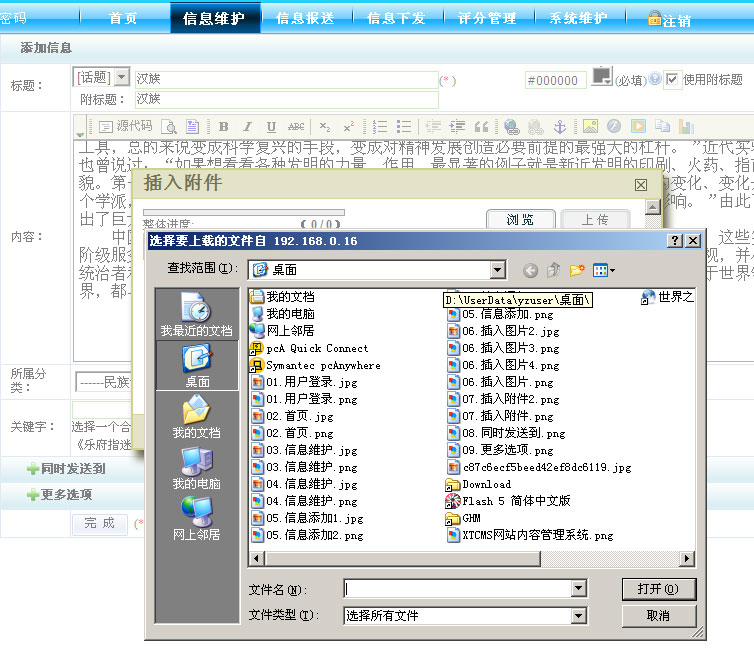 密码 首页 信息维护 信息报送 信息下发 评分管理 系统维护 注销
添加信息
标题： [话题] 汉族 (*) #000000 (必填) 使用附标题
附标题： 汉族
源代码 B I U ABC X₂ X²
内容：
工具，总的来说变成科学复兴的手段，变成对精神发展创造必要前提的最强大的杠杆。”近代实
也曾说过：“如果想看看各种发明的力量、作用，最显著的例子就是新近发明的印刷、火药、指
貌。第一 的变化，变化
个学派， 影响。”由此
出了巨
中 这些
阶级服 视，并
统治者 于世界
界，都
插入附件
整体进度： (0/0) 浏览 上传
选择要上载的文件自 192.168.0.16
查找范围(I)： 桌面
我最近的文档
桌面
我的文档
我的电脑
网上邻居
我的文档
我的电脑
网上邻居
pcA Quick Connect
Symantec pcAnywhere
01.用户登录.jpg
01.用户登录.png
02.首页.jpg
02.首页.png
03.信息维护.jpg
03.信息维护.png
04.信息维护.jpg
04.信息维护.png
05.信息添加1.jpg
05.信息添加2.png
D:\UserData\yzuser\桌面\
05.信息添加.png
06.插入图片2.jpg
06.插入图片3.png
06.插入图片4.png
06.插入图片.png
07.插入附件2.png
07.插入附件.png
08.同时发送到.png
09.更多选项.png
c87c6ecf5beed42ef8dc6119.jpg
Download
Flash 5 简体中文版
GHM
XTCMS网站内容管理系统.png
世界之
文件名(N)： 打开(O)
文件类型(T)： 选择所有文件 取消
所属分类： ------民族
关键字： 选择一个合
《乐府指迷
同时发送到
更多选项
完成 (*